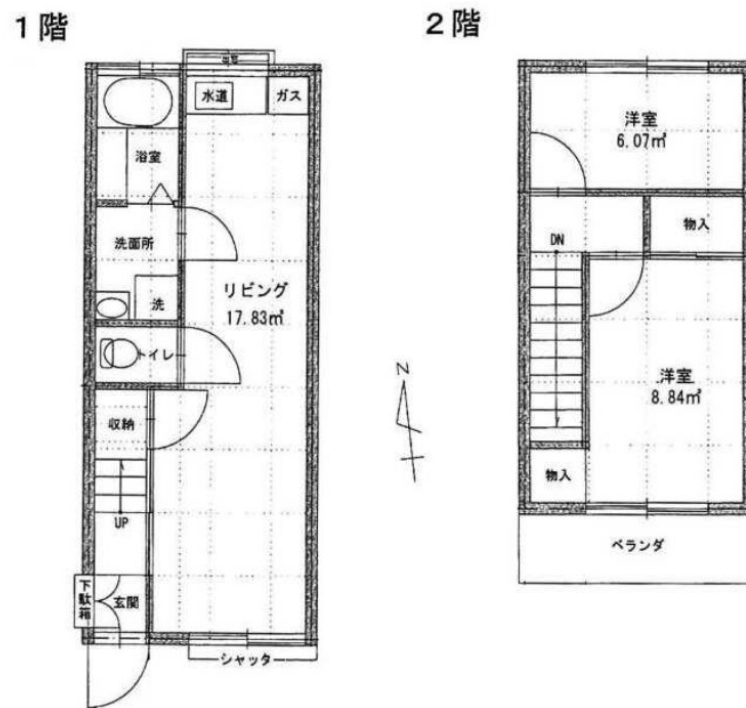 1階
2階
水道
ガス
浴室
洗面所
洗
リビング
17.83㎡
トイレ
収納
UP
下駄箱
玄関
シャッタ
N
洋室
6.07㎡
物入
DN
洋室
8.84㎡
物入
ベランダ